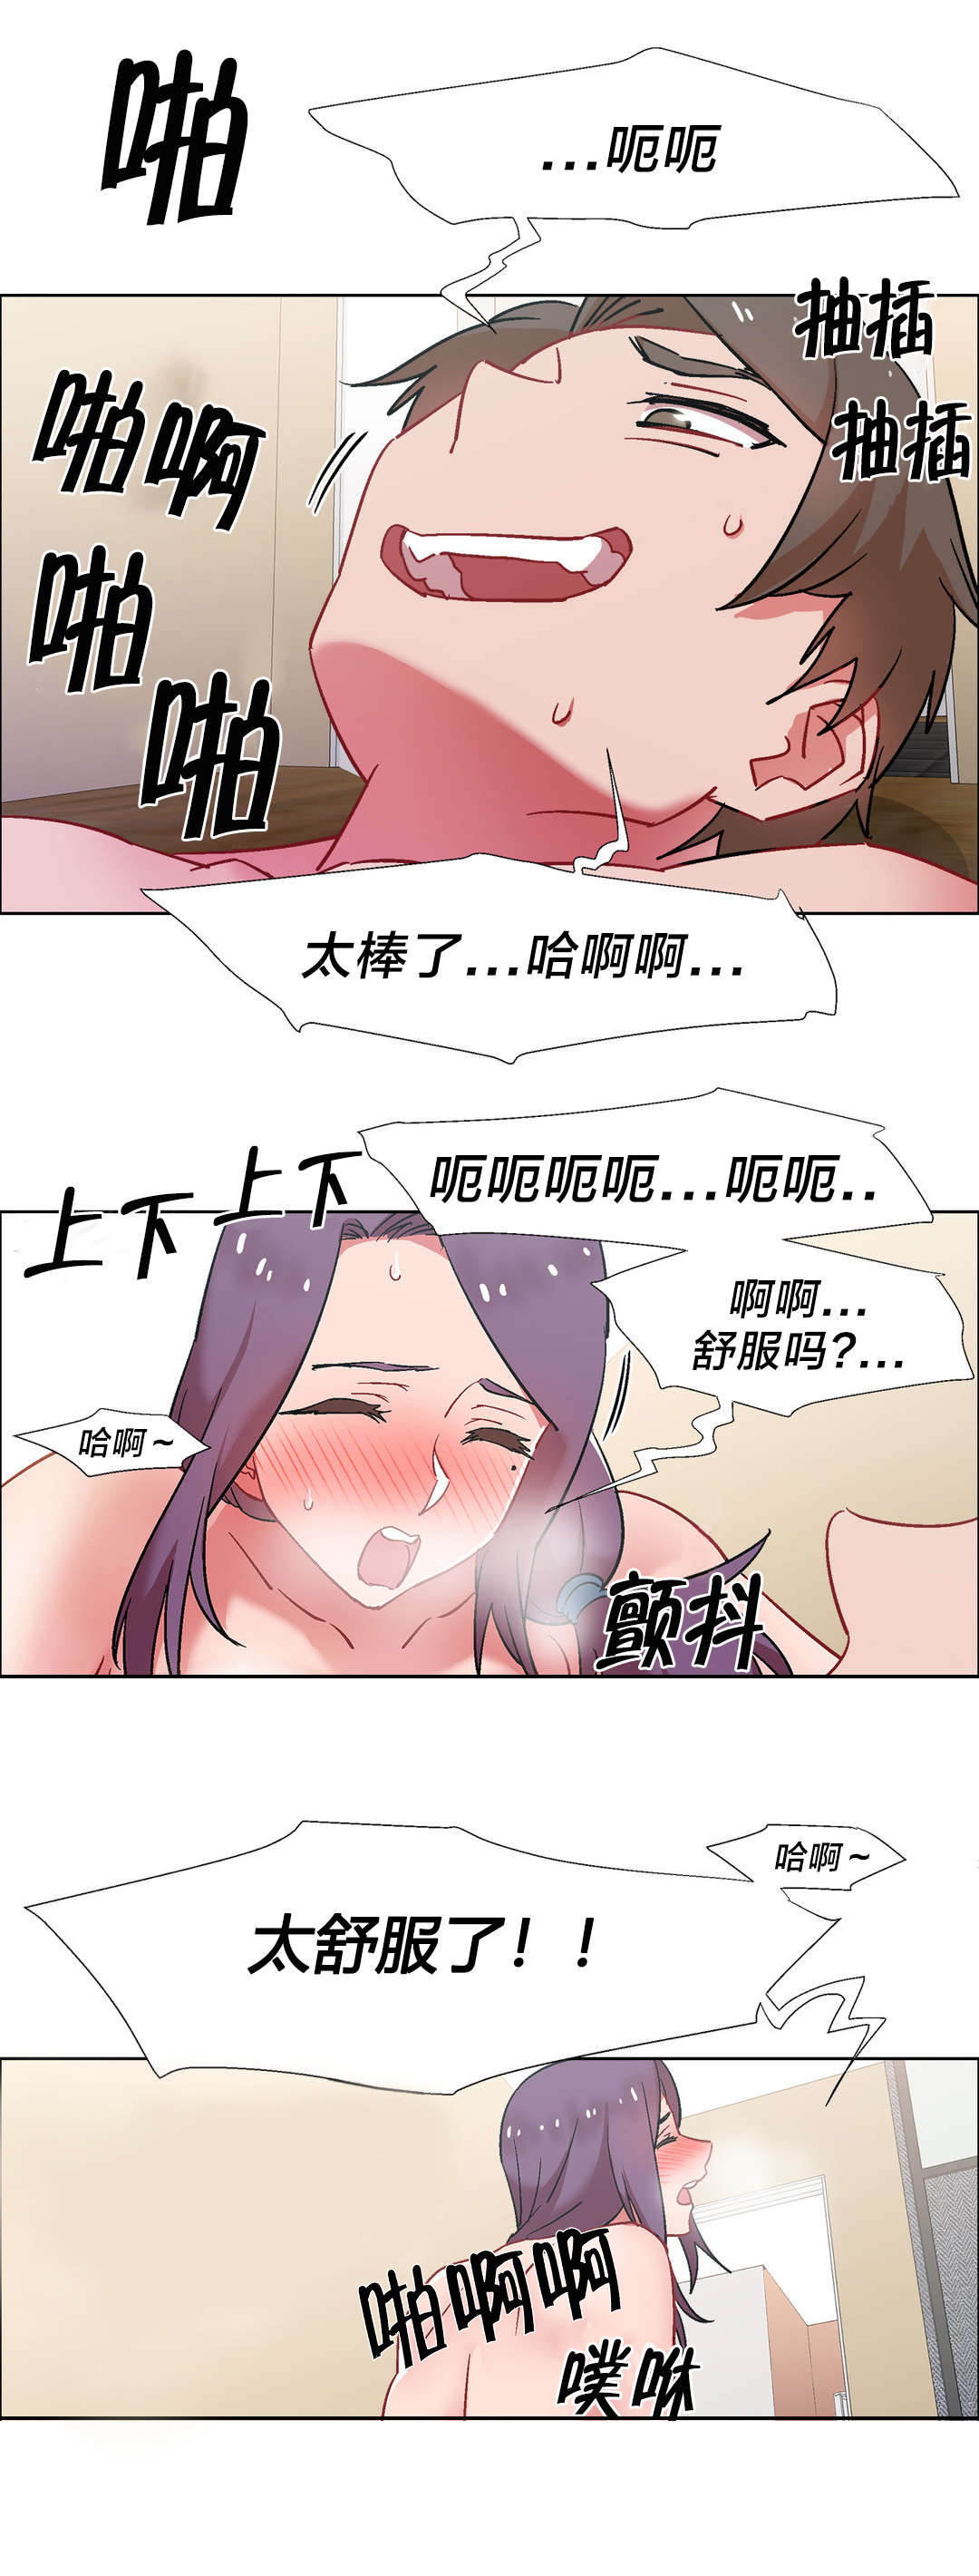 啪
...呃呃
抽插
抽插
啪啊
啪
啪
太棒了...哈啊啊...
呃呃呃呃...呃呃..
上下上下
啊啊...
舒服吗?...
哈啊~
颤抖
哈啊~
太舒服了！！
啪啊啊
噗咻